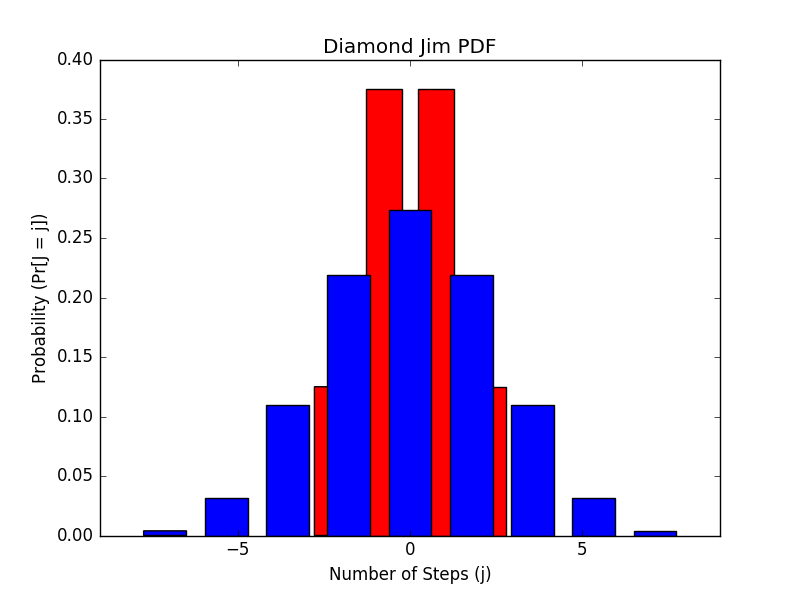 Diamond Jim PDF
0.40
0.35
0.30
0.25
0.20
0.15
0.10
0.05
0.00
Probability (Pr[J = j])
−5 0 5
Number of Steps (j)